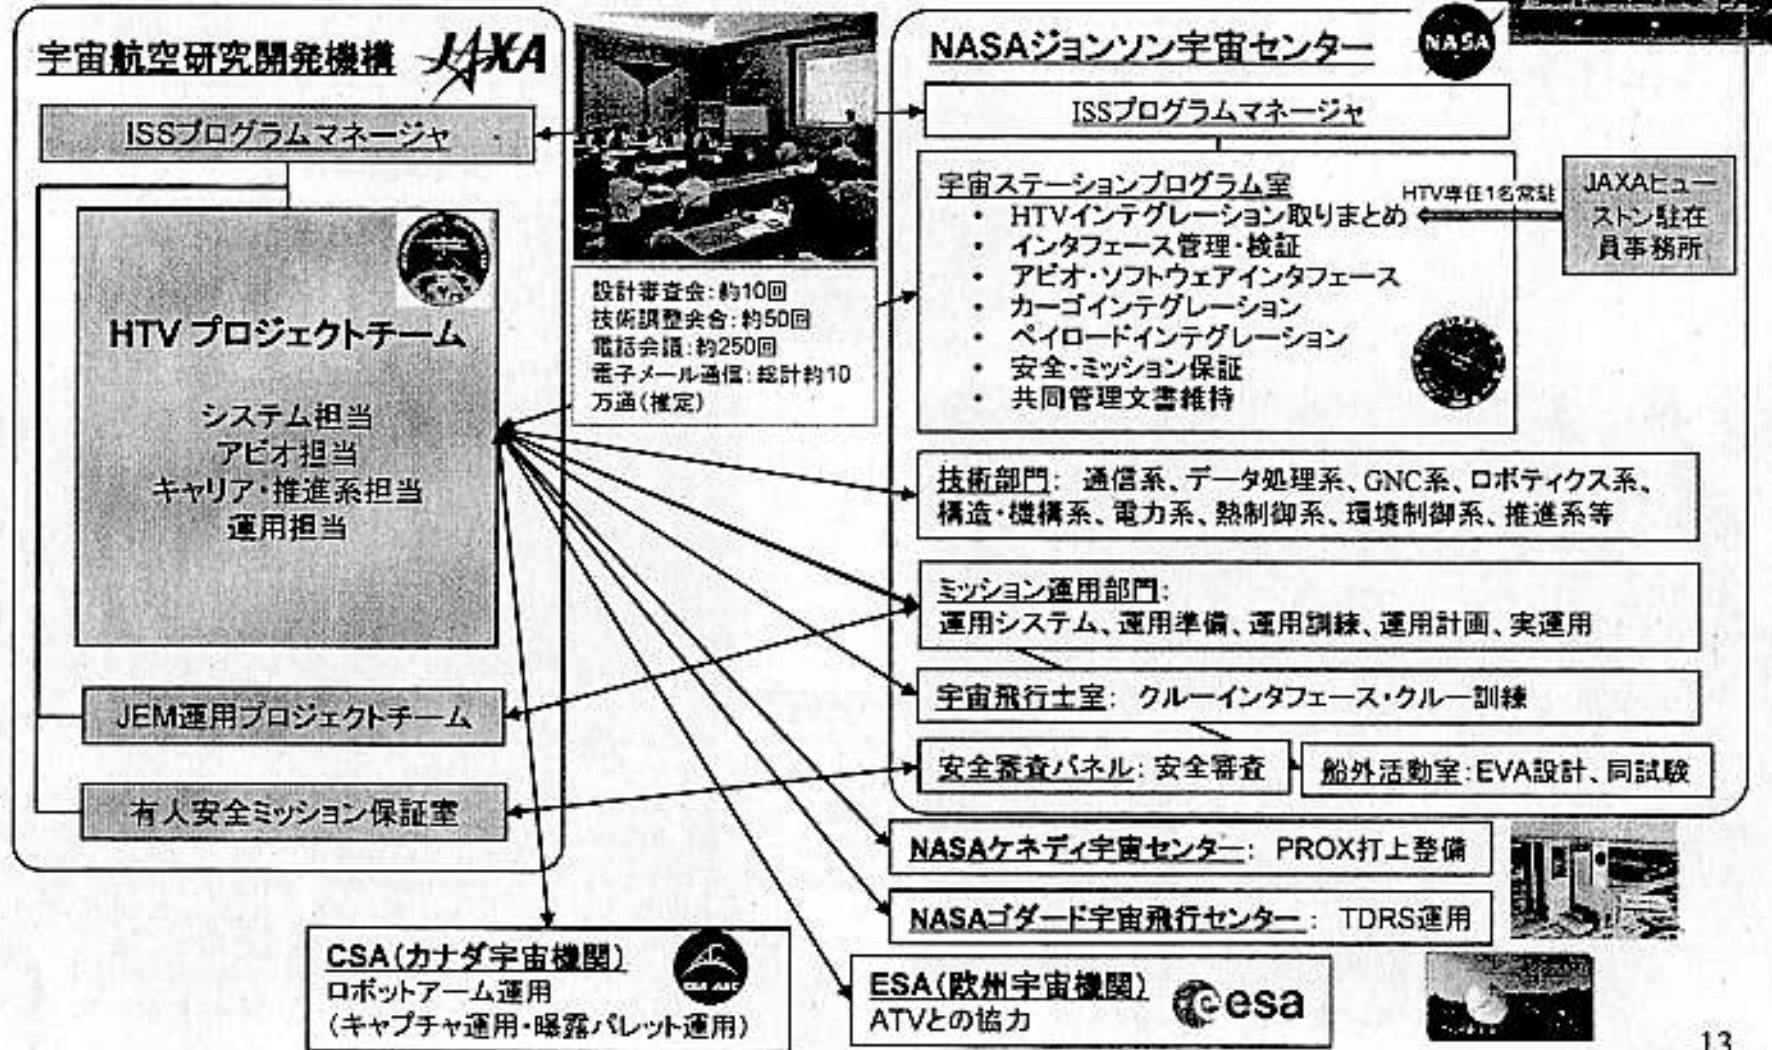 宇宙航空研究開発機構
JAXA
ISSプログラムマネージャ
HTV プロジェクトチーム
システム担当
アビオ担当
キャリア・推進系担当
運用担当
JEM運用プロジェクトチーム
有人安全ミッション保証室
設計審査会:約10回
技術調整会合:約50回
電話会議:約250回
電子メール通信:総計約10
万通(推定)
NASAジョンソン宇宙センター
NASA
ISSプログラムマネージャ
宇宙ステーションプログラム室
• HTVインテグレーション取りまとめ
• インタフェース管理・検証
• アビオ・ソフトウェアインタフェース
• カーゴインテグレーション
• ペイロードインテグレーション
• 安全・ミッション保証
• 共同管理文書維持
HTV専任1名常駐
JAXAヒュー
ストン駐在
員事務所
技術部門: 通信系、データ処理系、GNC系、ロボティクス系、
構造・機構系、電力系、熱制御系、環境制御系、推進系等
ミッション運用部門:
運用システム、運用準備、運用訓練、運用計画、実運用
宇宙飛行士室: クルーインタフェース・クルー訓練
安全審査パネル: 安全審査
船外活動室:EVA設計、同試験
NASAケネディ宇宙センター: PROX打上整備
NASAゴダード宇宙飛行センター: TDRS運用
CSA(カナダ宇宙機関)
ロボットアーム運用
(キャプチャ運用・曝露パレット運用)
ESA(欧州宇宙機関)
ATVとの協力
esa
13